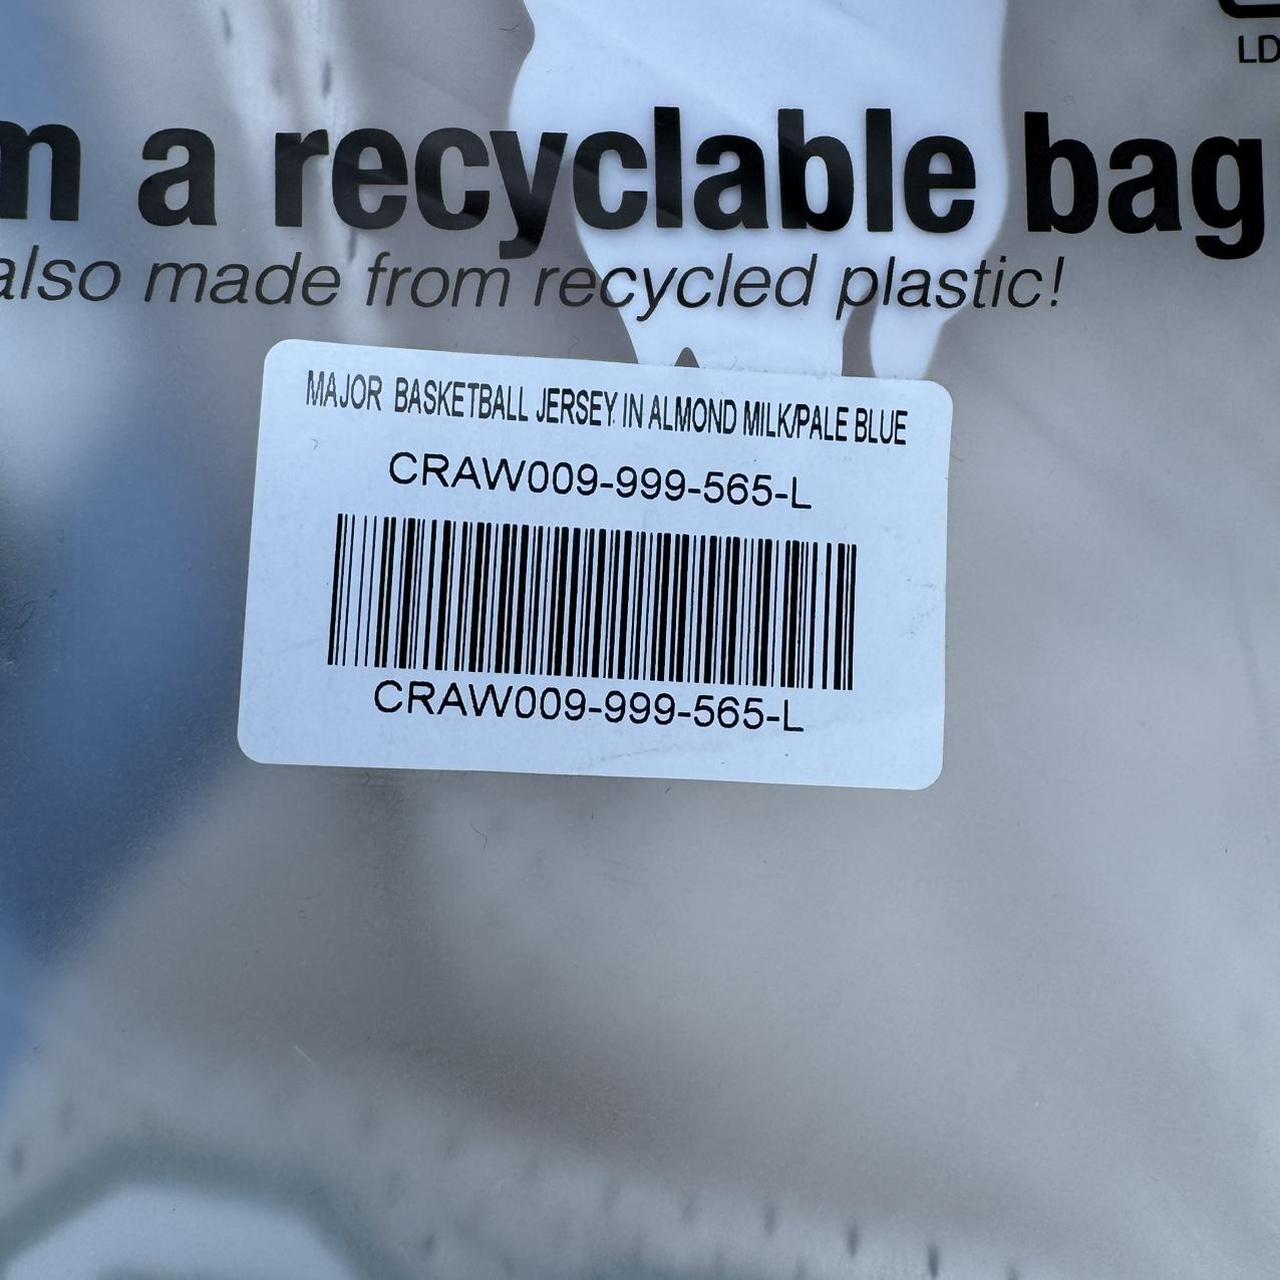 LD
m a recyclable bag
also made from recycled plastic!
MAJOR BASKETBALL JERSEY IN ALMOND MILK/PALE BLUE
CRAW009-999-565-L
CRAW009-999-565-L